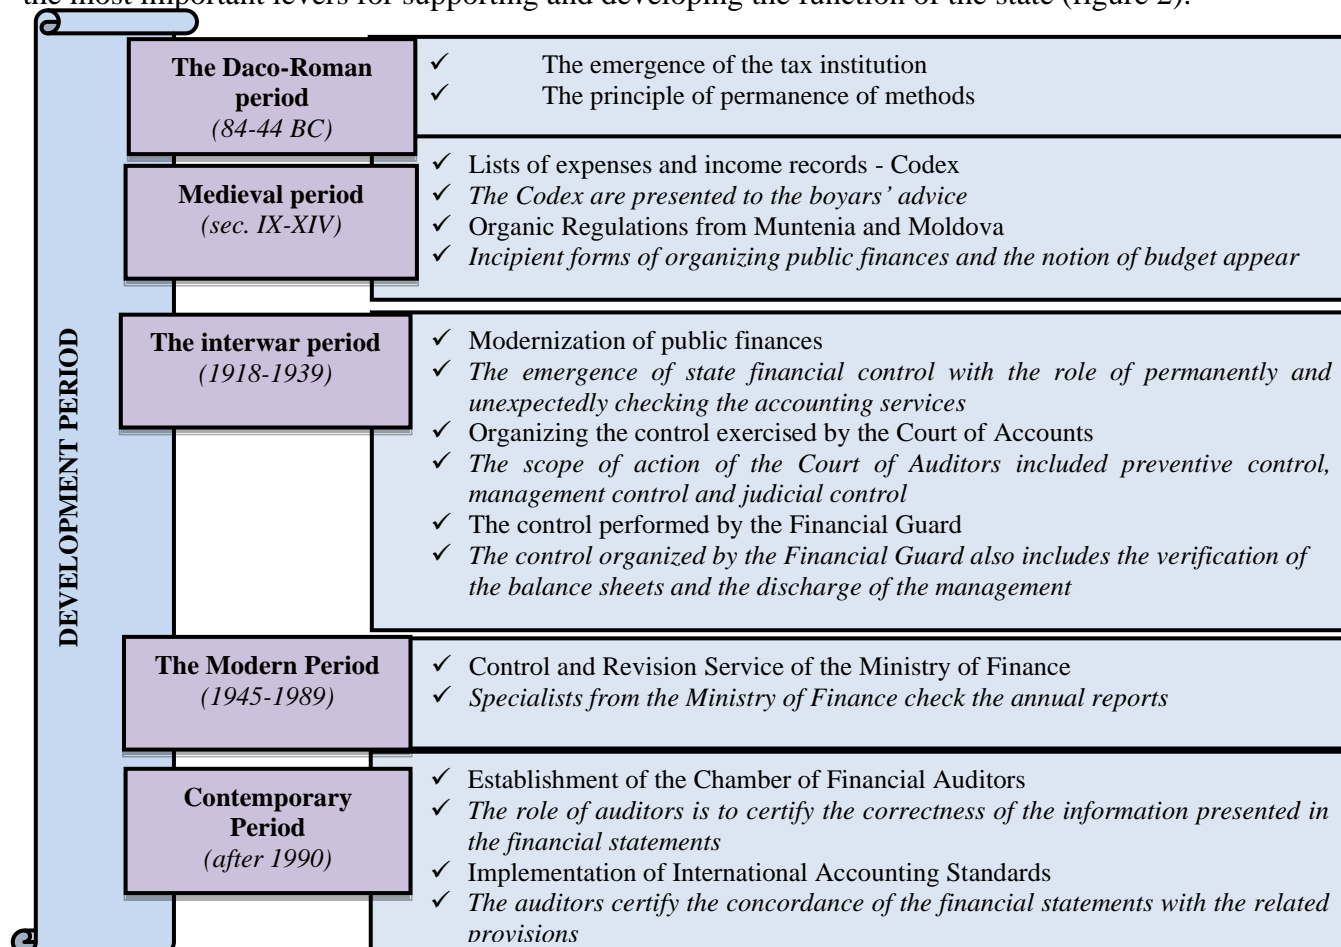 the most important levers for supporting and developing the function of the state (figure 2).
DEVELOPMENT PERIOD
The Daco-Roman
period
(84-44 BC)
✓ The emergence of the tax institution
✓ The principle of permanence of methods
Medieval period
(sec. IX-XIV)
✓ Lists of expenses and income records - Codex
✓ The Codex are presented to the boyars' advice
✓ Organic Regulations from Muntenia and Moldova
✓ Incipient forms of organizing public finances and the notion of budget appear
The interwar period
(1918-1939)
✓ Modernization of public finances
✓ The emergence of state financial control with the role of permanently and
unexpectedly checking the accounting services
✓ Organizing the control exercised by the Court of Accounts
✓ The scope of action of the Court of Auditors included preventive control,
management control and judicial control
✓ The control performed by the Financial Guard
✓ The control organized by the Financial Guard also includes the verification of
the balance sheets and the discharge of the management
The Modern Period
(1945-1989)
✓ Control and Revision Service of the Ministry of Finance
✓ Specialists from the Ministry of Finance check the annual reports
Contemporary
Period
(after 1990)
✓ Establishment of the Chamber of Financial Auditors
✓ The role of auditors is to certify the correctness of the information presented in
the financial statements
✓ Implementation of International Accounting Standards
✓ The auditors certify the concordance of the financial statements with the related
provisions